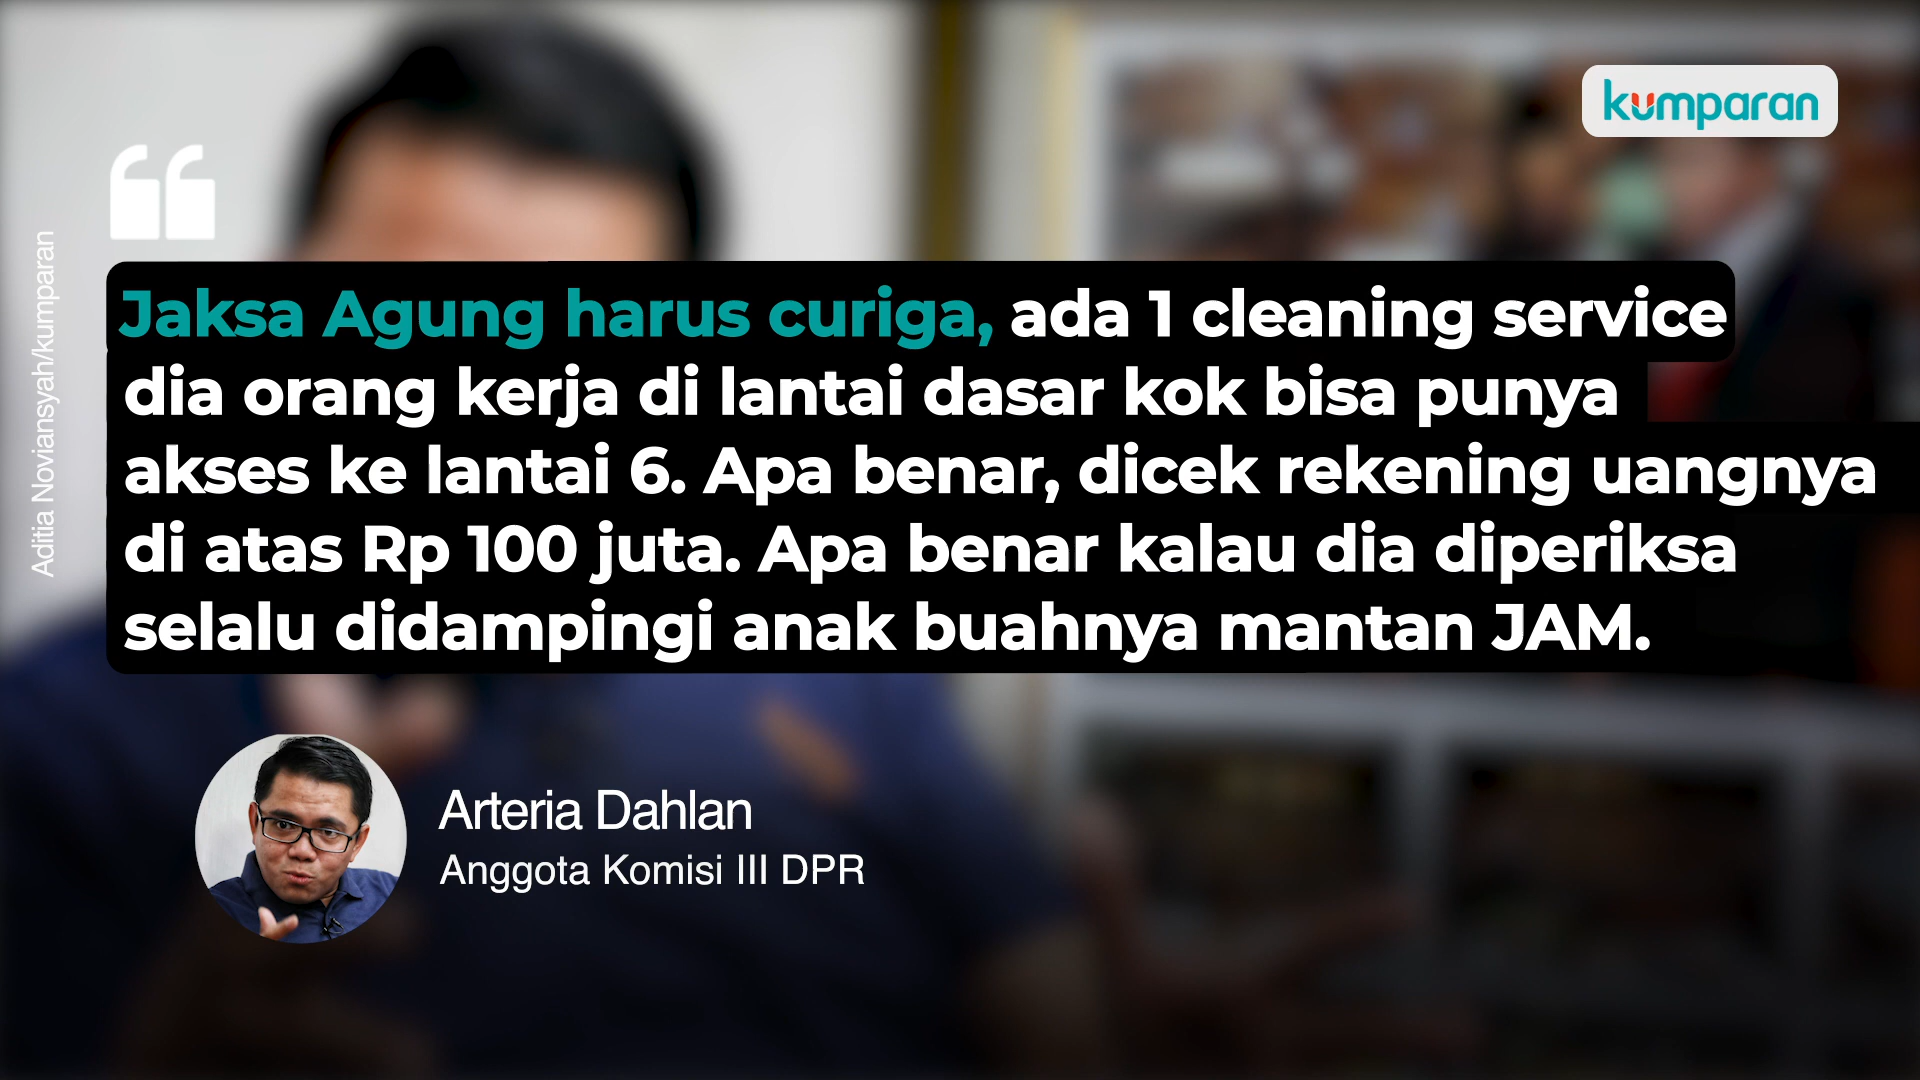 kumparan
Aditia Noviansyah/kumparan
Jaksa Agung harus curiga, ada 1 cleaning service
dia orang kerja di lantai dasar kok bisa punya
akses ke lantai 6. Apa benar, dicek rekening uangnya
di atas Rp 100 juta. Apa benar kalau dia diperiksa
selalu didampingi anak buahnya mantan JAM.
Arteria Dahlan
Anggota Komisi III DPR